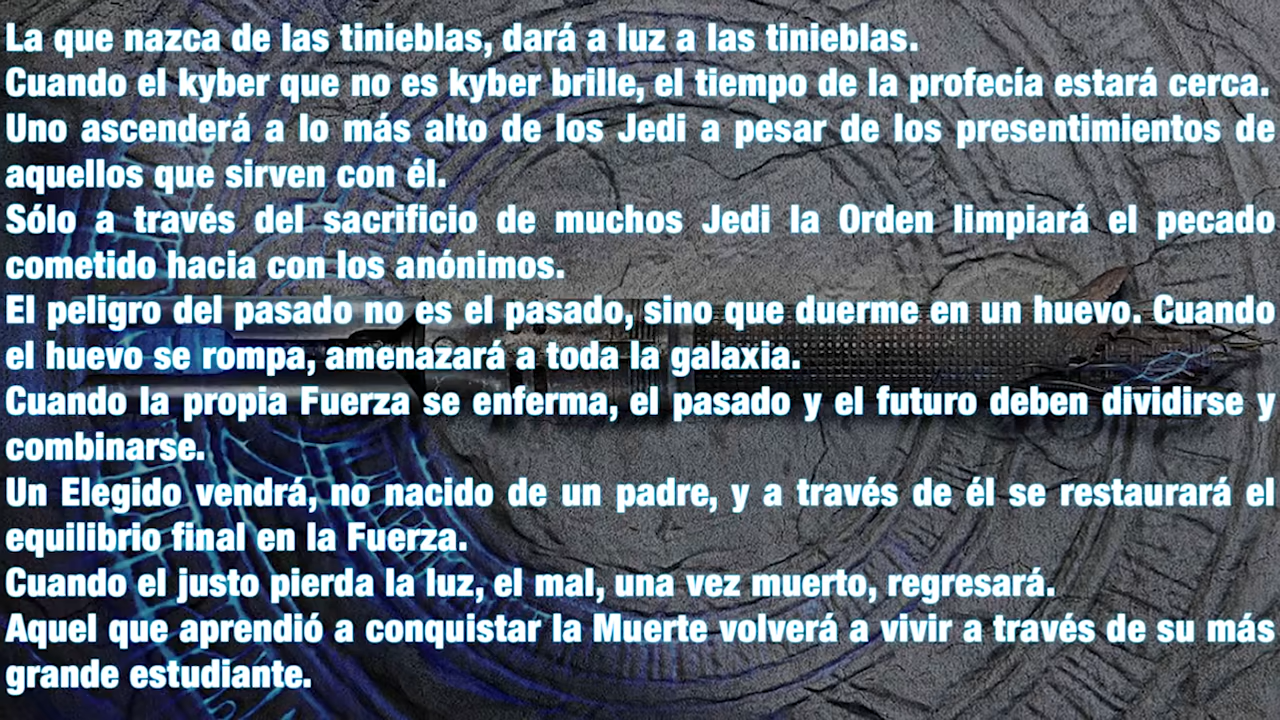 La que nazca de las tinieblas, dará a luz a las tinieblas.
Cuando el kyber que no es kyber brille, el tiempo de la profecía estará cerca.
Uno ascenderá a lo más alto de los Jedi a pesar de los presentimientos de
aquellos que sirven con él.
Sólo a través del sacrificio de muchos Jedi la Orden limpiará el pecado
cometido hacia con los anónimos.
El peligro del pasado no es el pasado, sino que duerme en un huevo. Cuando
el huevo se rompa, amenazará a toda la galaxia.
Cuando la propia Fuerza se enferma, el pasado y el futuro deben dividirse y
combinarse.
Un Elegido vendrá, no nacido de un padre, y a través de él se restaurará el
equilibrio final en la Fuerza.
Cuando el justo pierda la luz, el mal, una vez muerto, regresará.
Aquel que aprendió a conquistar la Muerte volverá a vivir a través de su más
grande estudiante.